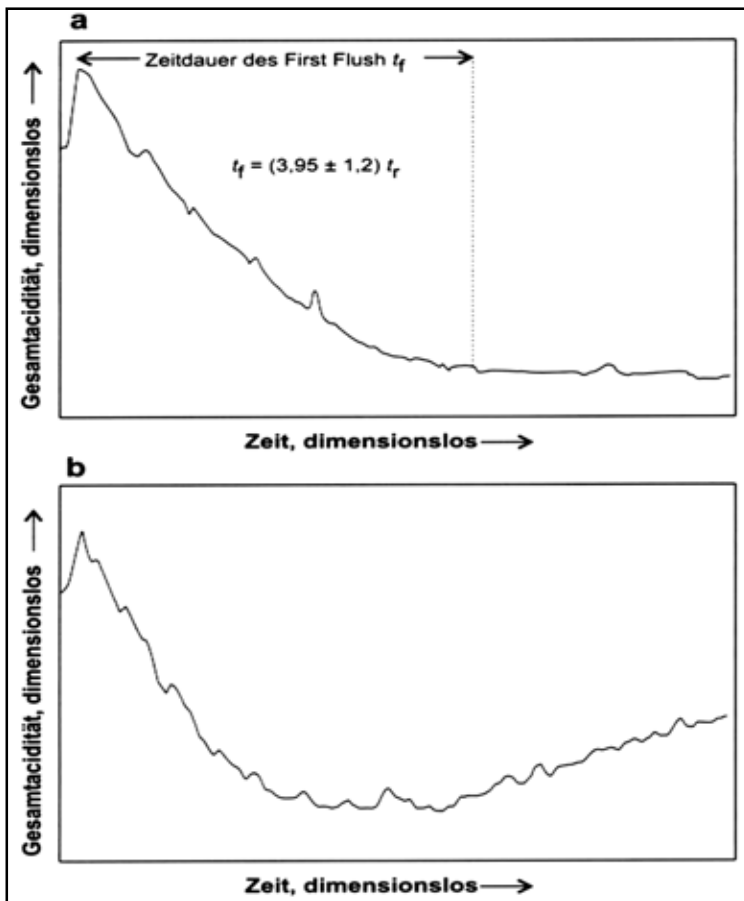 a
Zeitdauer des First Flush tf
tf = (3,95 ± 1,2) tr
Gesamtacidität, dimensionslos
Zeit, dimensionslos
b
Gesamtacidität, dimensionslos
Zeit, dimensionslos